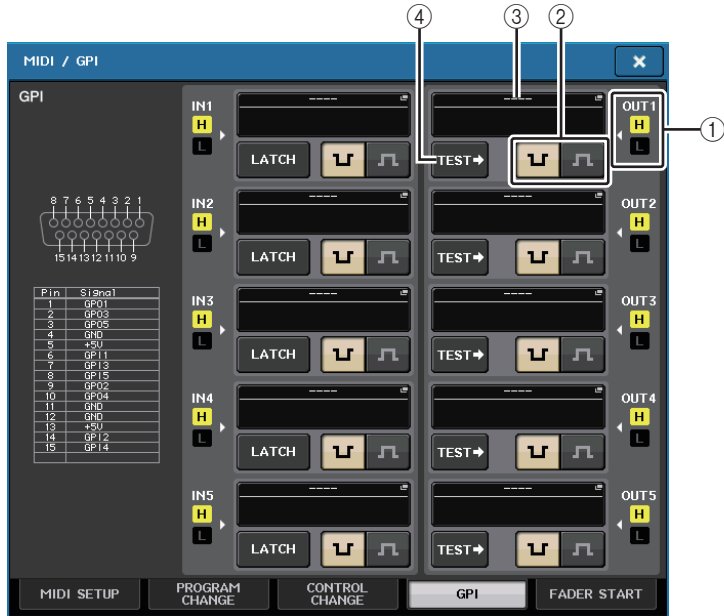 ④ ③ ②
MIDI / GPI ×
GPI
IN1 ---- ---- OUT1
H H ①
L LATCH TEST→ L
8 7 6 5 4 3 2 1
15 14 13 12 11 10 9
IN2 ---- ---- OUT2
H H
L LATCH TEST→ L
Pin Signal
1 GPO1
2 GPO3
3 GPO5
4 GND
5 +5V
6 GPI1
7 GPI3
8 GPI5
9 GPO2
10 GPO4
11 GND
12 GND
13 +5V
14 GPI2
15 GPI4
IN3 ---- ---- OUT3
H H
L LATCH TEST→ L
IN4 ---- ---- OUT4
H H
L LATCH TEST→ L
IN5 ---- ---- OUT5
H H
L LATCH TEST→ L
MIDI SETUP PROGRAM CHANGE CONTROL CHANGE GPI FADER START